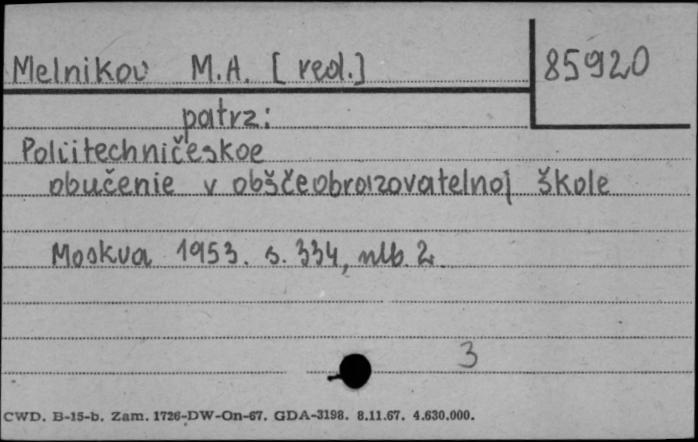 Melnikov M.A. [red.] 85920
patrz:
Politechničeskoe
obučenie v obščeobrazovatelnoj škole
Moskva 1953. s. 334, nlb. 2.
3
CWD. B-15-b. Zam. 1726-DW-On-67. GDA-3198. 8.11.67. 4.630.000.